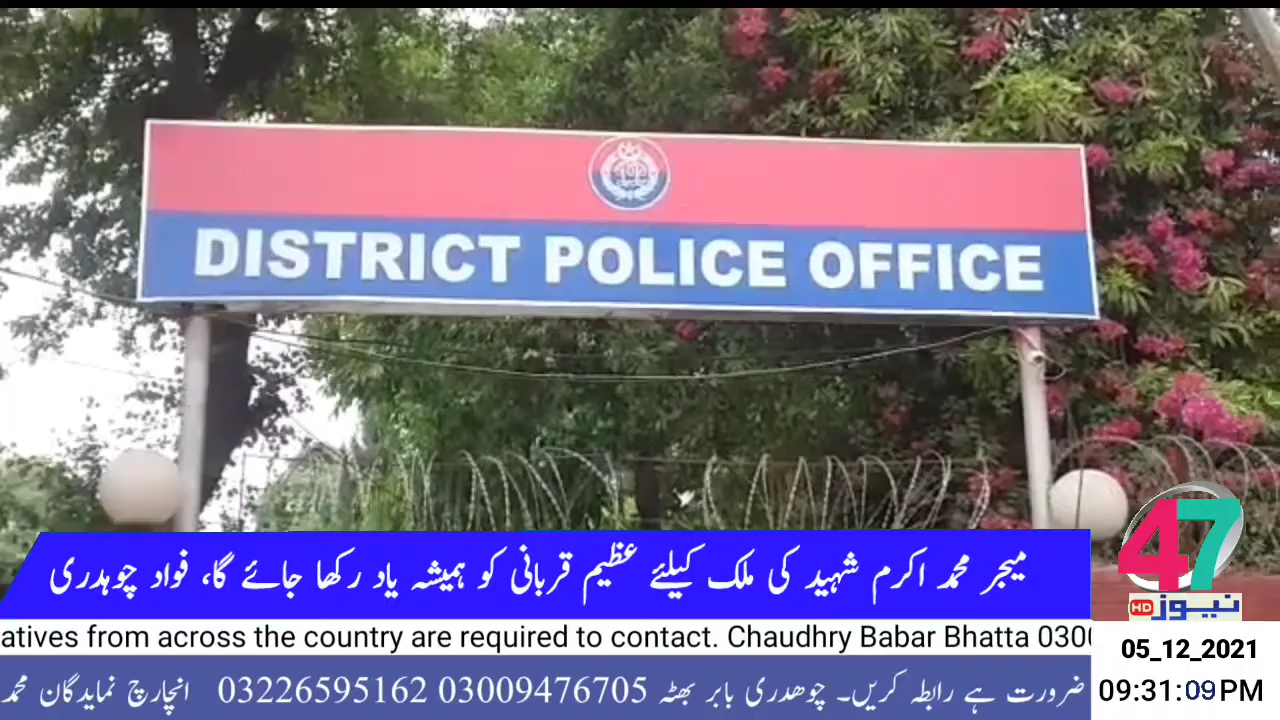 DISTRICT POLICE OFFICE
میجر محمد اکرم شہید کی ملک کیلئے عظیم قربانی کو ہمیشہ یاد رکھا جائے گا، فواد چوہدری
47
نیوز HD
atives from across the country are required to contact. Chaudhry Babar Bhatta 0300
05_12_2021
ضرورت ہے رابطہ کریں۔ چوھدری بابر بھٹہ 03009476705 03226595162 انچارچ نمایدگان محمد
09:31:09PM